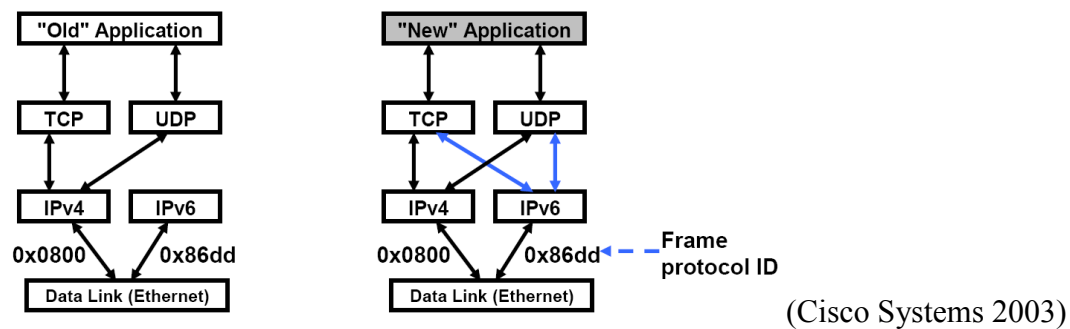 "Old" Application
TCP
UDP
IPv4
IPv6
0x0800
0x86dd
Data Link (Ethernet)
"New" Application
TCP
UDP
IPv4
IPv6
0x0800
0x86dd
Frame
protocol ID
Data Link (Ethernet)
(Cisco Systems 2003)